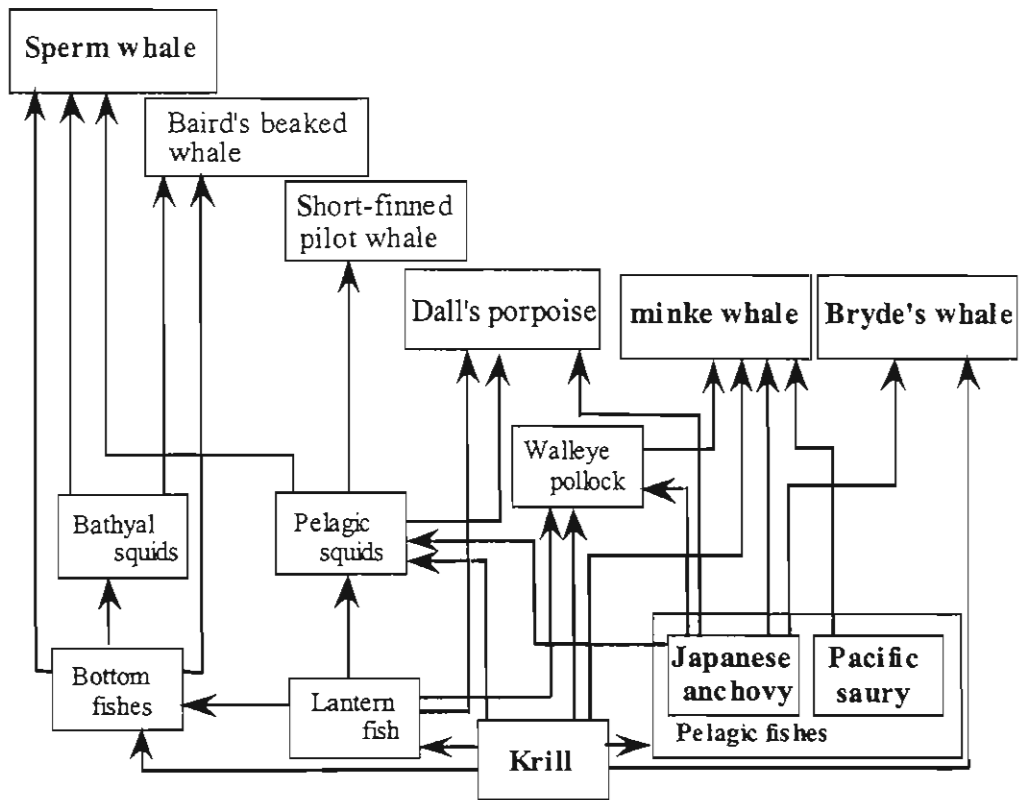 Sperm whale
Baird's beaked
whale
Short-finned
pilot whale
Dall's porpoise
minke whale
Bryde's whale
Walleye
pollock
Bathyal
squids
Pelagic
squids
Bottom
fishes
Lantern
fish
Japanese
anchovy
Pacific
saury
Pelagic fishes
Krill